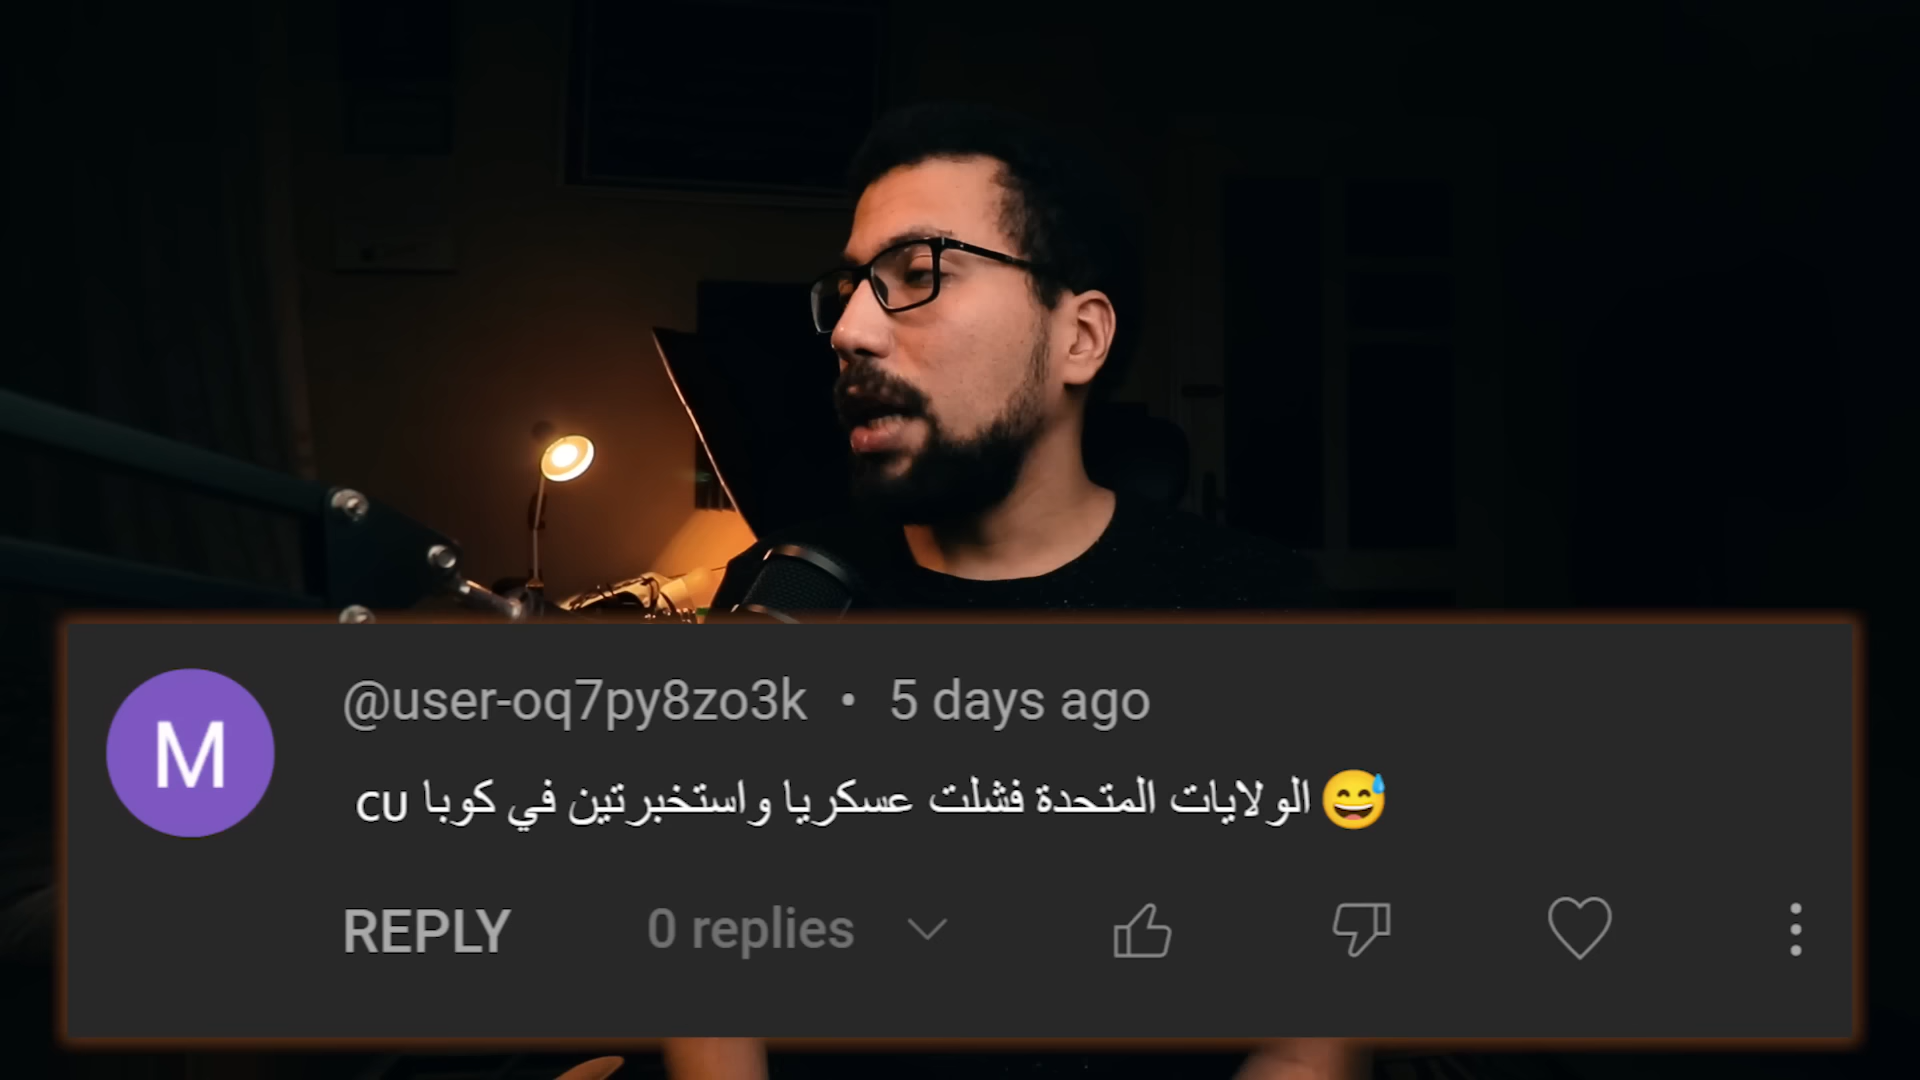 M
@user-oq7py8zo3k • 5 days ago
😅الولايات المتحدة فشلت عسكريا واستخبرتين في كوبا cu
REPLY 0 replies